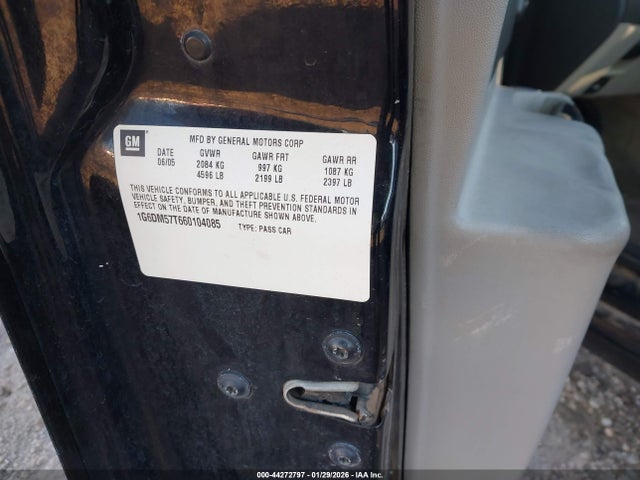 GM
MFD BY GENERAL MOTORS CORP
DATE GVWR GAWR FRT GAWR RR
06/05 2084 KG 997 KG 1087 KG
4596 LB 2199 LB 2397 LB
THIS VEHICLE CONFORMS TO ALL APPLICABLE U.S. FEDERAL MOTOR
VEHICLE SAFETY, BUMPER, AND THEFT PREVENTION STANDARDS IN
EFFECT ON THE DATE OF MANUFACTURE SHOWN ABOVE.
1G6DM57T660104085 TYPE: PASS CAR
000-44272797 - 01/29/2026 - IAA Inc.